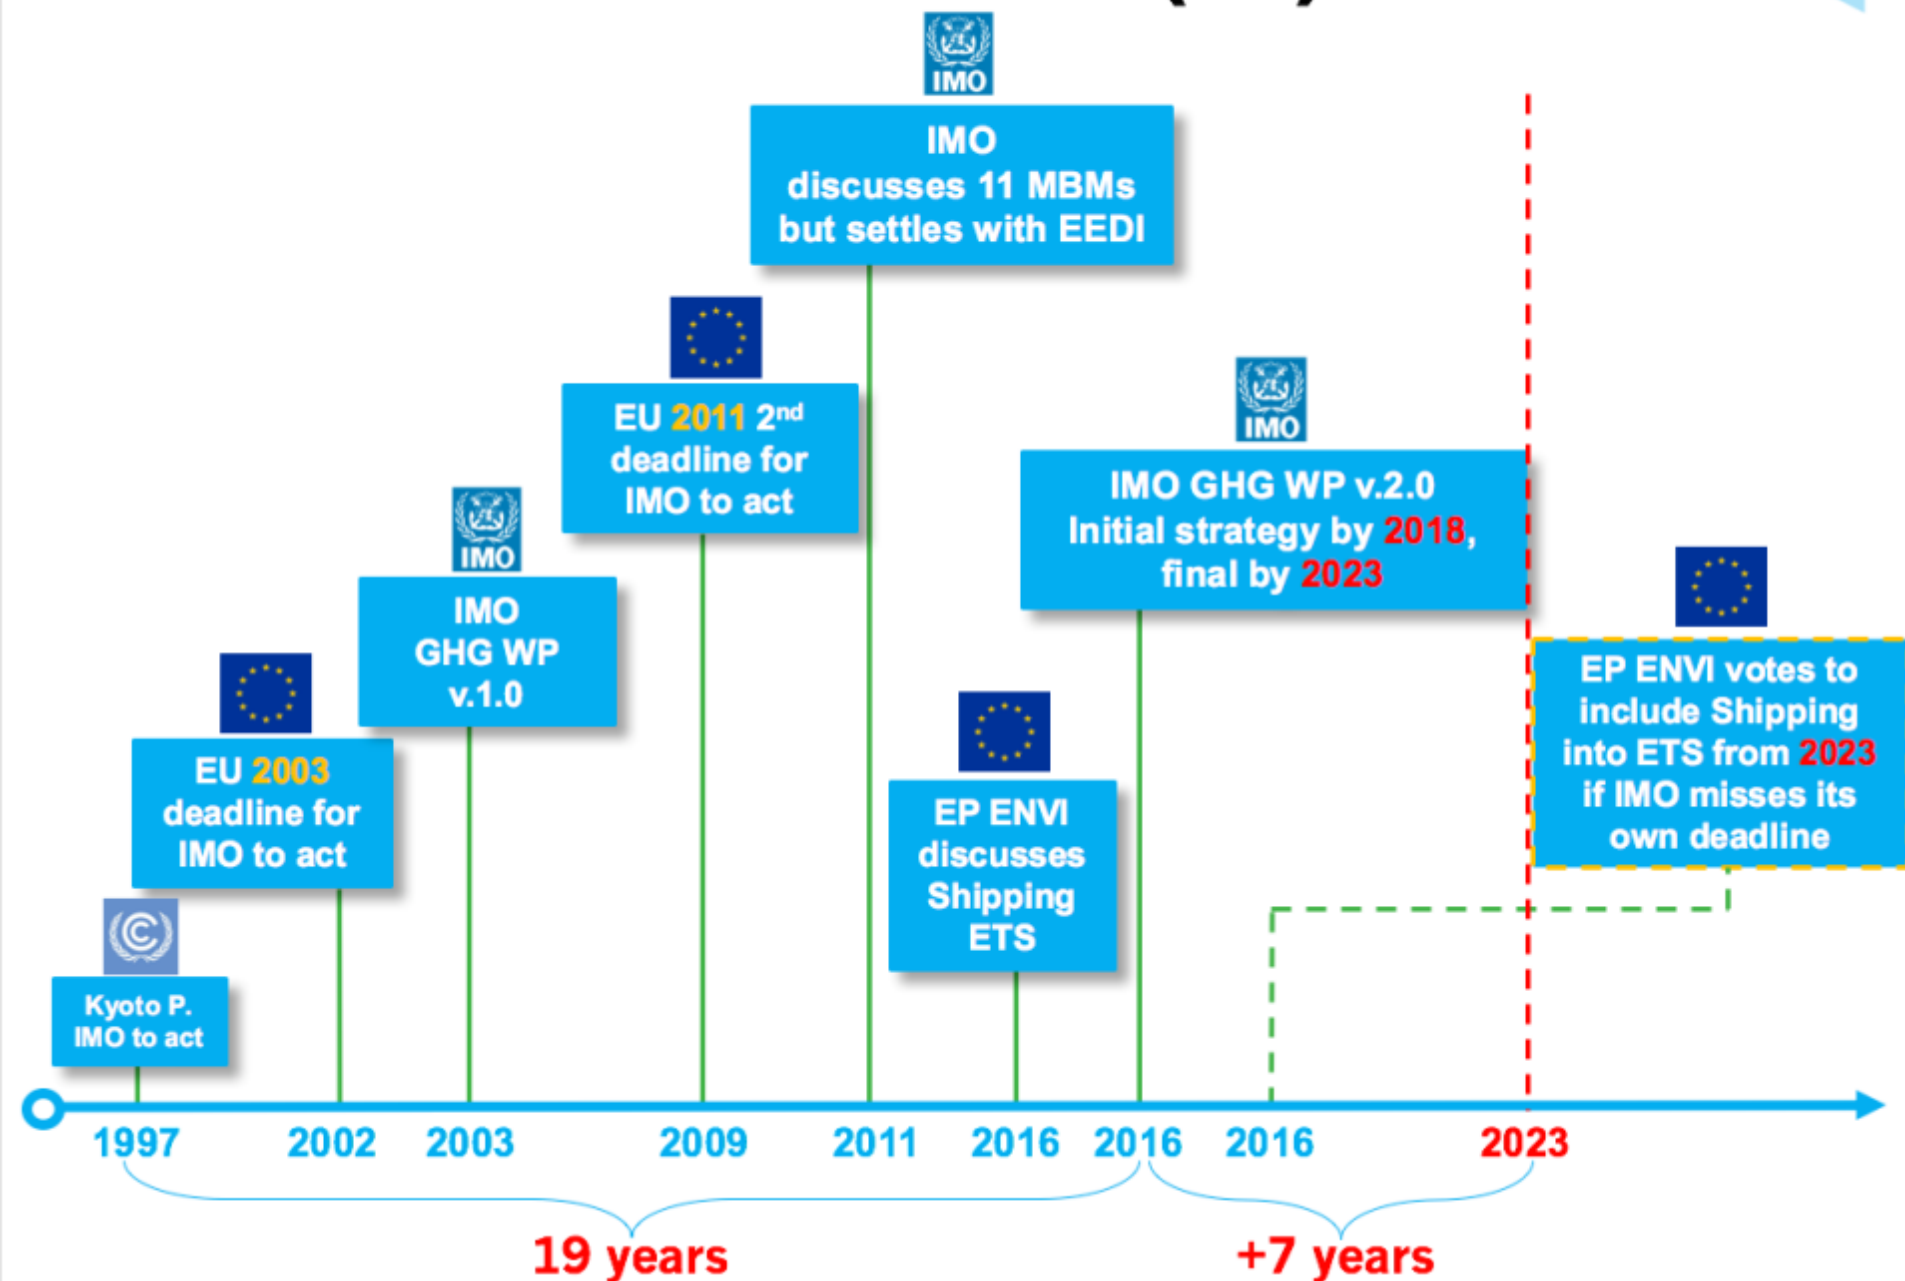 IMO
IMO
discusses 11 MBMs
but settles with EEDI
EU 2011 2nd
deadline for
IMO to act
IMO
IMO GHG WP v.2.0
Initial strategy by 2018,
final by 2023
IMO
IMO
GHG WP
v.1.0
EP ENVI votes to
include Shipping
into ETS from 2023
if IMO misses its
own deadline
EU 2003
deadline for
IMO to act
EP ENVI
discusses
Shipping
ETS
Kyoto P.
IMO to act
1997 2002 2003 2009 2011 2016 2016 2016 2023
19 years +7 years